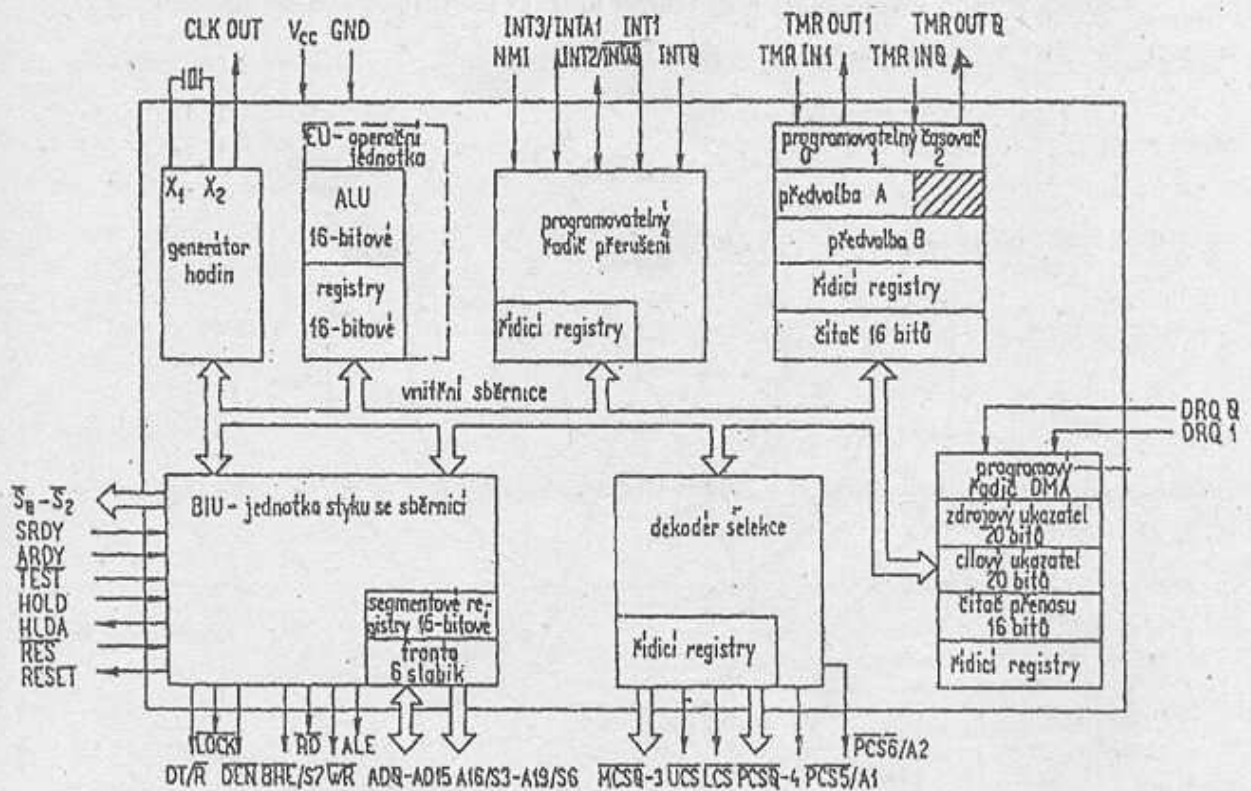 INT3/INTA1 INT1
TMR OUT 1 TMR OUT 0
CLK OUT Vcc GND
NMI INT2/INTA0 INT0
TMR IN1 TMR IN0
EU - operační jednotka
programovatelný časovač
0 1 2
X1 X2
generátor hodin
ALU
16-bitové
registry
16-bitové
programovatelný
řadič přerušení
řídicí registry
předvolba A
předvolba B
řídicí registry
čítač 16 bitů
vnitřní sběrnice
DRQ 0
DRQ 1
S0-S2
SRDY
ARDY
TEST
HOLD
HLDA
RES
RESET
BIU - jednotka styku se sběrnicí
segmentové re-
gistry 16-bitové
fronta
6 slabik
dekodér selekce
řídicí registry
programový
řadič DMA
zdrojový ukazatel
20 bitů
cílový ukazatel
20 bitů
čítač přenosu
16 bitů
řídicí registry
LOCK RD ALE
PCS6/A2
DT/R DEN BHE/S7 WR AD0-AD15 A16/S3-A19/S6 MCS0-3 UCS LCS PCS0-4 PCS5/A1